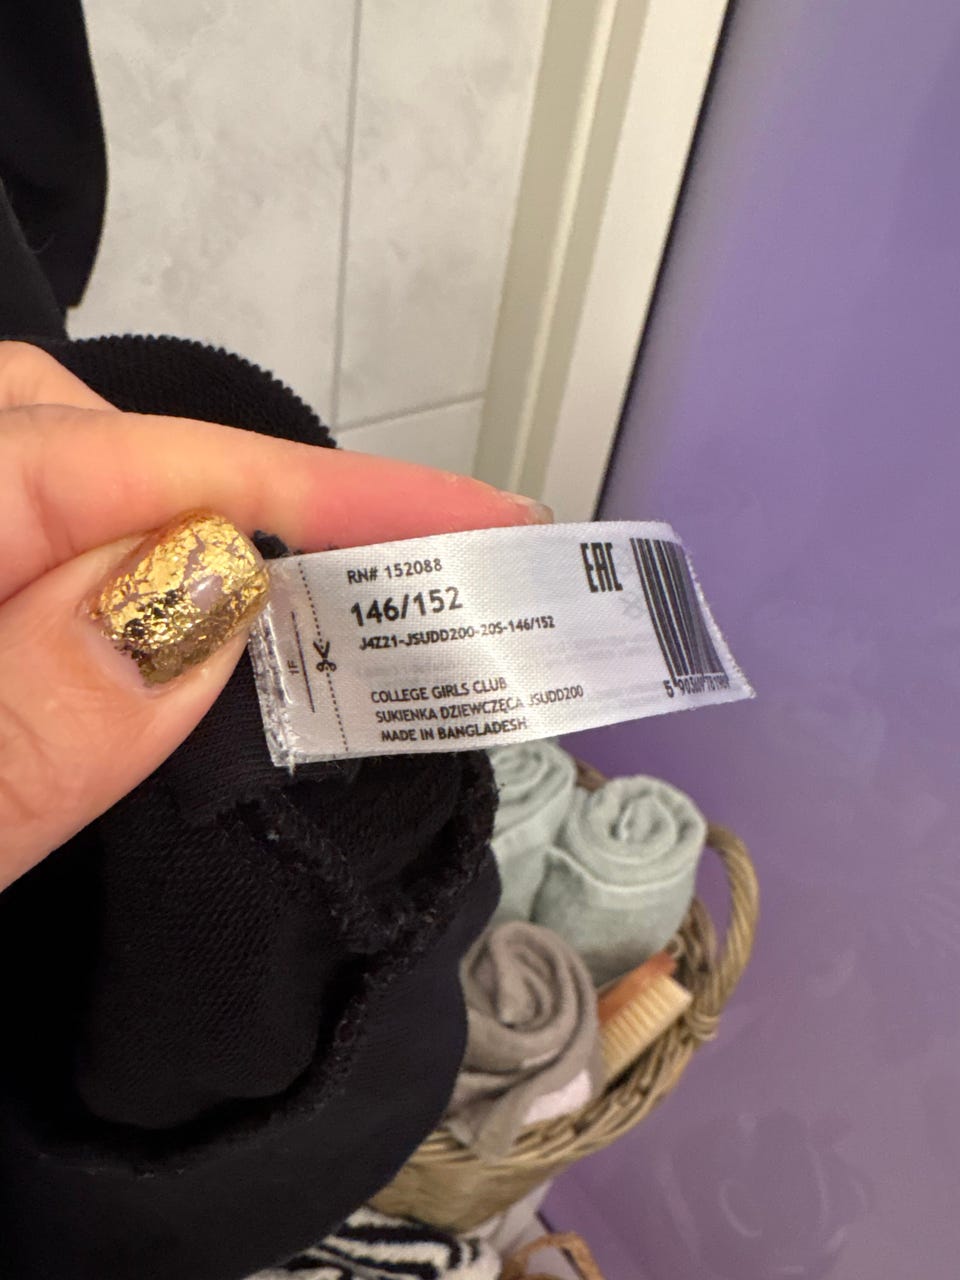 RN# 152088
146/152
J4Z21-JSUDD200-20S-146/152
COLLEGE GIRLS CLUB
SUKIENKA DZIEWCZĘCA JSUDD200
MADE IN BANGLADESH
EAC
1F